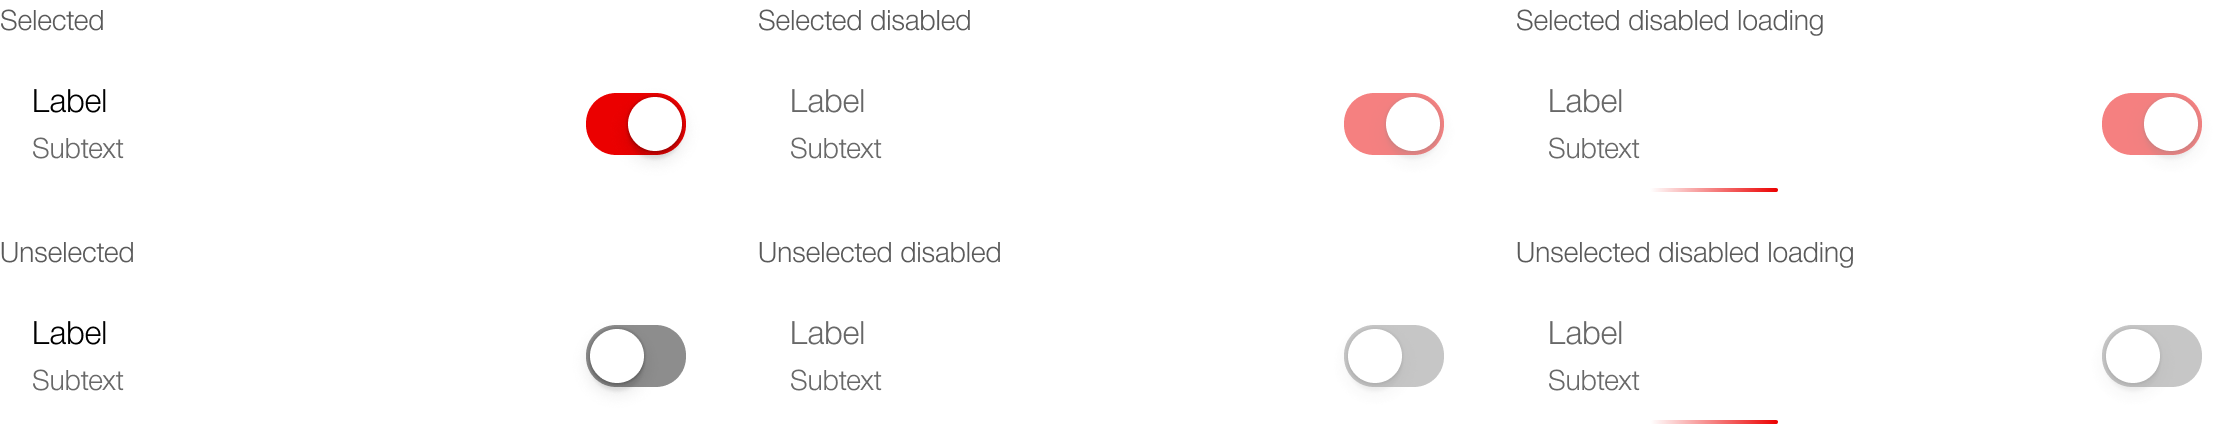 Selected
Selected disabled
Selected disabled loading
Label
Label
Label
Subtext
Subtext
Subtext
Unselected
Unselected disabled
Unselected disabled loading
Label
Label
Label
Subtext
Subtext
Subtext